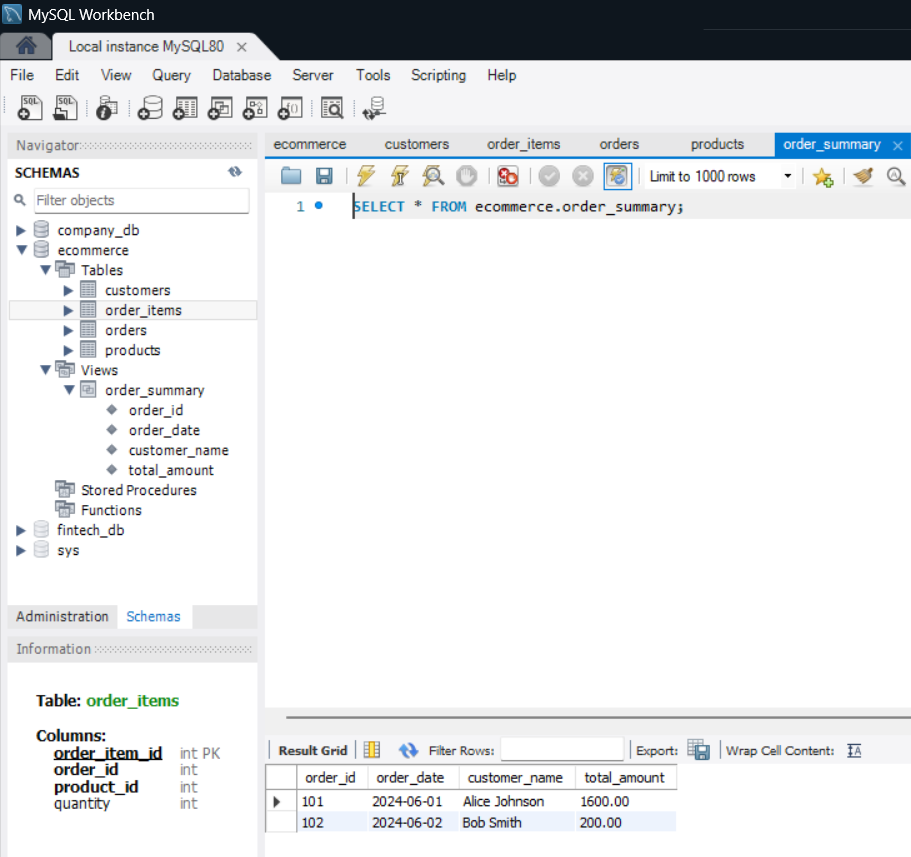 MySQL Workbench
Local instance MySQL80
File Edit View Query Database Server Tools Scripting Help
SQL SQL
Navigator
SCHEMAS
Filter objects
company_db
ecommerce
Tables
customers
order_items
orders
products
Views
order_summary
order_id
order_date
customer_name
total_amount
Stored Procedures
Functions
fintech_db
sys
Administration Schemas
Information
Table: order_items
Columns:
order_item_id int PK
order_id int
product_id int
quantity int
ecommerce customers order_items orders products order_summary
Limit to 1000 rows
1 SELECT * FROM ecommerce.order_summary;
Result Grid Filter Rows: Export: Wrap Cell Content:
order_id order_date customer_name total_amount
101 2024-06-01 Alice Johnson 1600.00
102 2024-06-02 Bob Smith 200.00